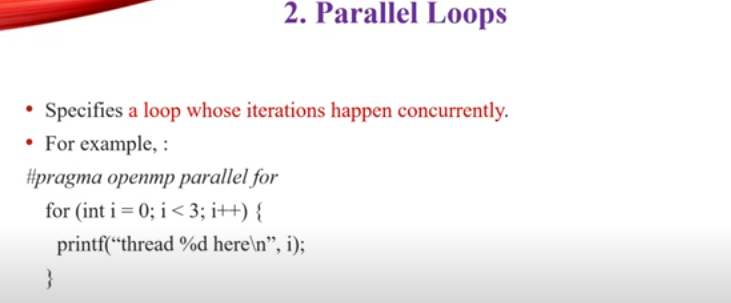 2. Parallel Loops
• Specifies a loop whose iterations happen concurrently.
• For example, :
#pragma openmp parallel for
for (int i = 0; i < 3; i++) {
printf(“thread %d here\n”, i);
}